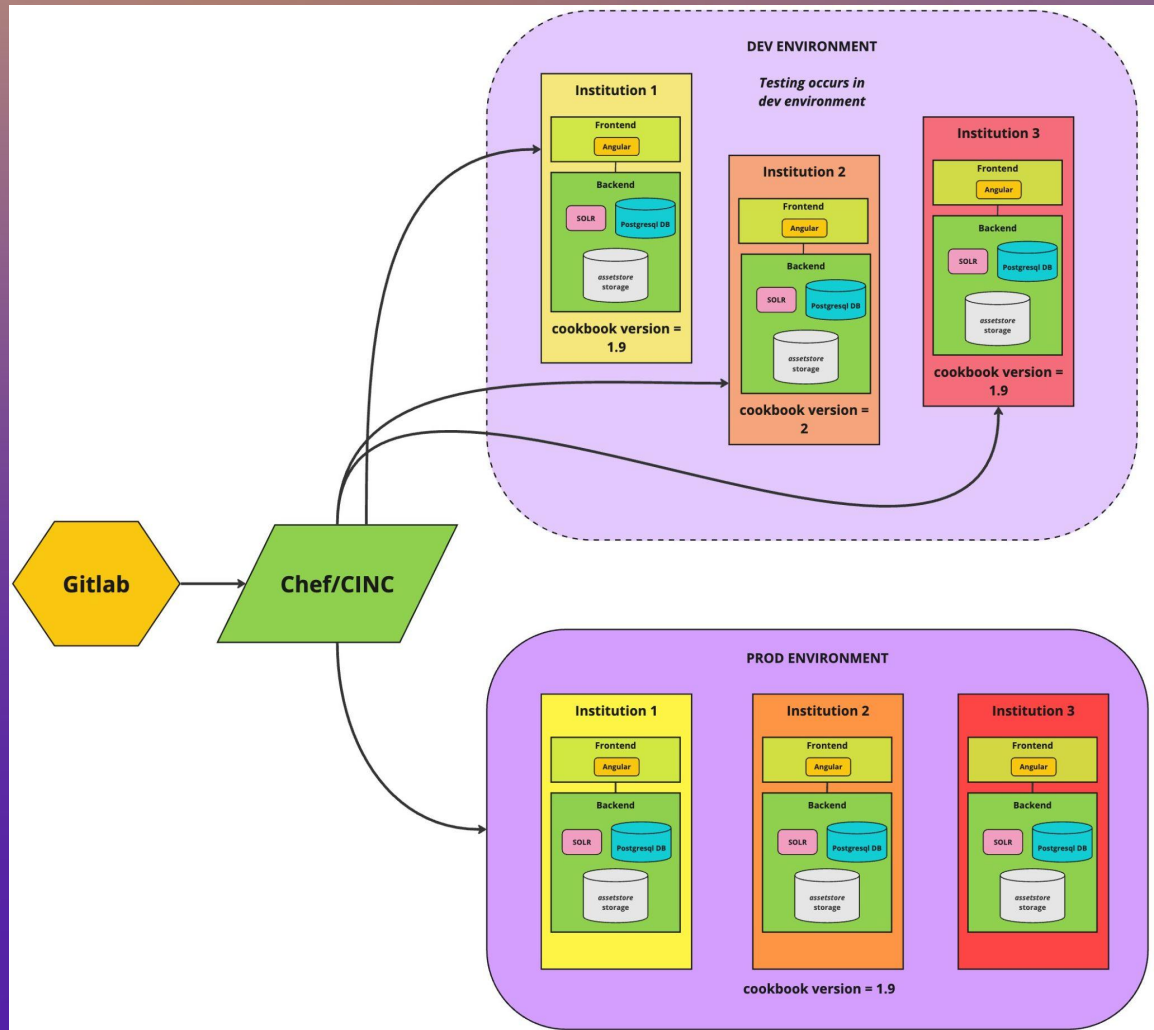 DEV ENVIRONMENT
Testing occurs in
dev environment
Institution 1
Frontend
Angular
Backend
SOLR
Postgresql DB
assetstore
storage
cookbook version =
1.9
Institution 2
Frontend
Angular
Backend
SOLR
Postgresql DB
assetstore
storage
cookbook version =
2
Institution 3
Frontend
Angular
Backend
SOLR
Postgresql DB
assetstore
storage
cookbook version =
1.9
Gitlab
Chef/CINC
PROD ENVIRONMENT
Institution 1
Frontend
Angular
Backend
SOLR
Postgresql DB
assetstore
storage
Institution 2
Frontend
Angular
Backend
SOLR
Postgresql DB
assetstore
storage
Institution 3
Frontend
Angular
Backend
SOLR
Postgresql DB
assetstore
storage
cookbook version = 1.9